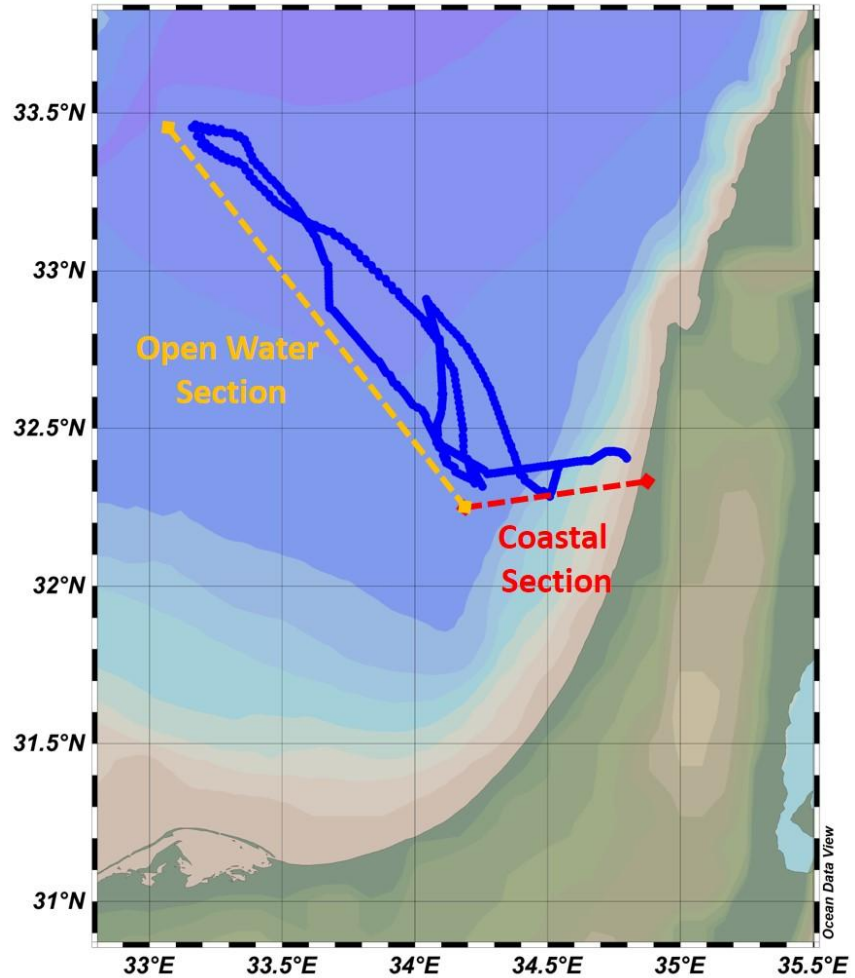 33.5°N
33°N
Open Water
Section
32.5°N
Coastal
Section
32°N
31.5°N
31°N
33°E
33.5°E
34°E
34.5°E
35°E
35.5°E
Ocean Data View